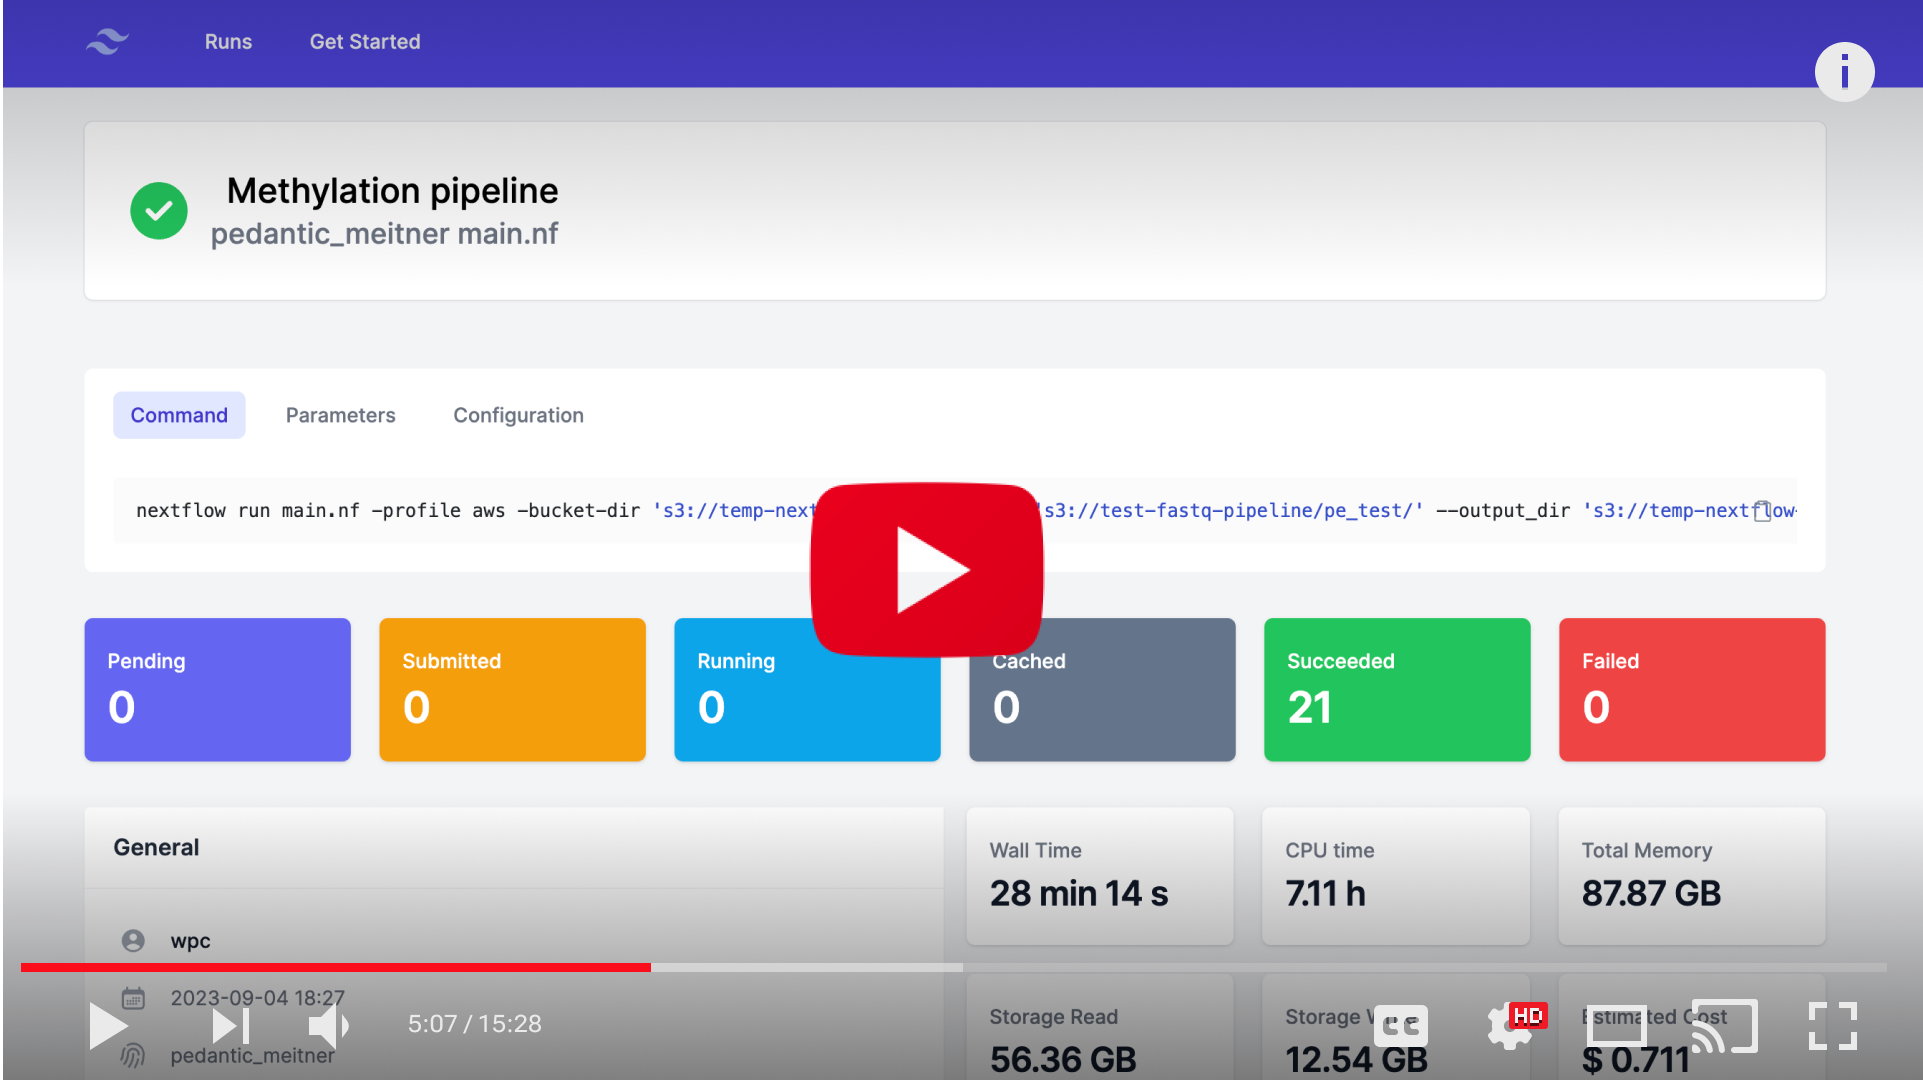 Runs
Get Started
i
Methylation pipeline
pedantic_meitner main.nf
Command
Parameters
Configuration
nextflow run main.nf -profile aws -bucket-dir 's3://temp-next 's3://test-fastq-pipeline/pe_test/' --output_dir 's3://temp-nextflow-
Pending
0
Submitted
0
Running
0
Cached
0
Succeeded
21
Failed
0
General
wpc
2023-09-04 18:27
pedantic_meitner
Wall Time
28 min 14 s
CPU time
7.11 h
Total Memory
87.87 GB
Storage Read
56.36 GB
Storage
12.54 GB
Estimated Cost
$ 0.711
5:07 / 15:28
CC
HD